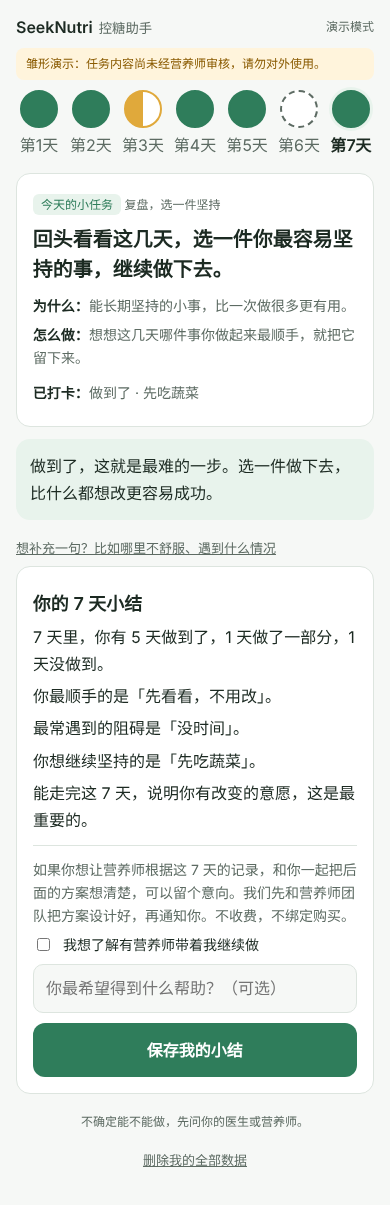 SeekNutri 控糖助手
演示模式
雏形演示：任务内容尚未经营养师审核，请勿对外使用。
第1天 第2天 第3天 第4天 第5天 第6天 第7天
今天的小任务 复盘，选一件坚持
回头看看这几天，选一件你最容易坚
持的事，继续做下去。
为什么：能长期坚持的小事，比一次做很多更有用。
怎么做：想想这几天哪件事你做起来最顺手，就把它
留下来。
已打卡：做到了 · 先吃蔬菜
做到了，这就是最难的一步。选一件做下去，
比什么都想改更容易成功。
想补充一句？比如哪里不舒服、遇到什么情况
你的 7 天小结
7 天里，你有 5 天做到了，1 天做了一部分，1
天没做到。
你最顺手的是「先看看，不用改」。
最常遇到的阻碍是「没时间」。
你想继续坚持的是「先吃蔬菜」。
能走完这 7 天，说明你有改变的意愿，这是最
重要的。
如果你想让营养师根据这 7 天的记录，和你一起把后
面的方案想清楚，可以留个意向。我们先和营养师团
队把方案设计好，再通知你。不收费，不绑定购买。
我想了解有营养师带着我继续做
你最希望得到什么帮助？（可选）
保存我的小结
不确定能不能做，先问你的医生或营养师。
删除我的全部数据